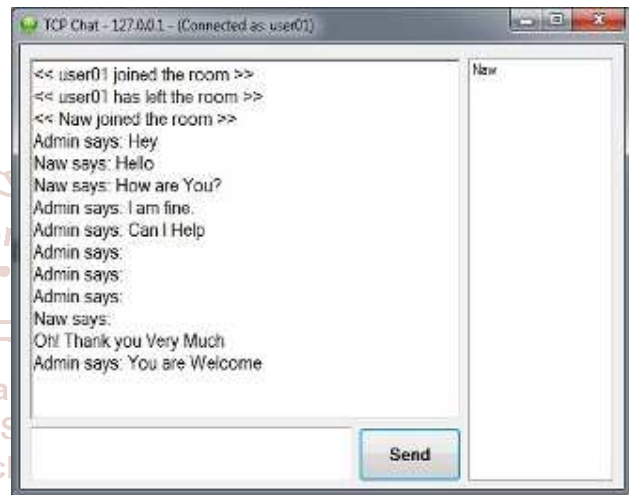 TCP Chat - 127.0.0.1 - (Connected as: user01)
<< user01 joined the room >>
<< user01 has left the room >>
<< Naw joined the room >>
Admin says: Hey
Naw says: Hello
Naw says: How are You?
Admin says: I am fine.
Admin says: Can I Help
Admin says:
Admin says:
Admin says:
Naw says:
Oh! Thank you Very Much
Admin says: You are Welcome
Naw
Send